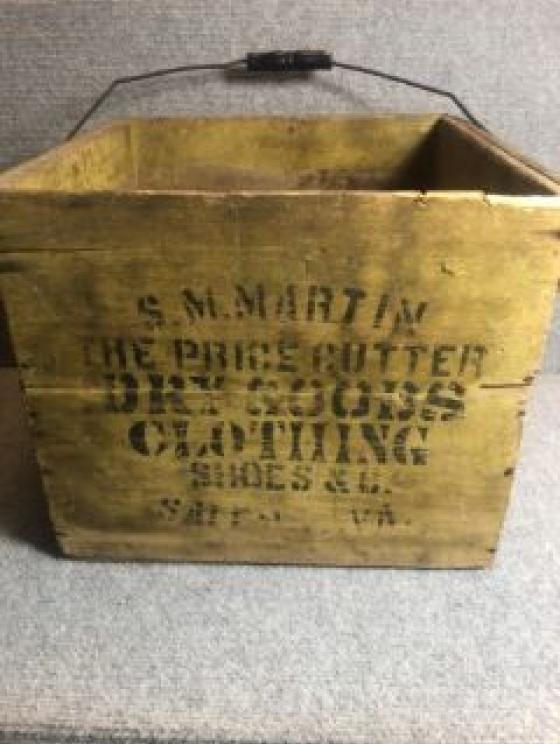 S.M. MARTIN
THE PRICE CUTTER
DRY GOODS
CLOTHING
SHOES & C.
VA.